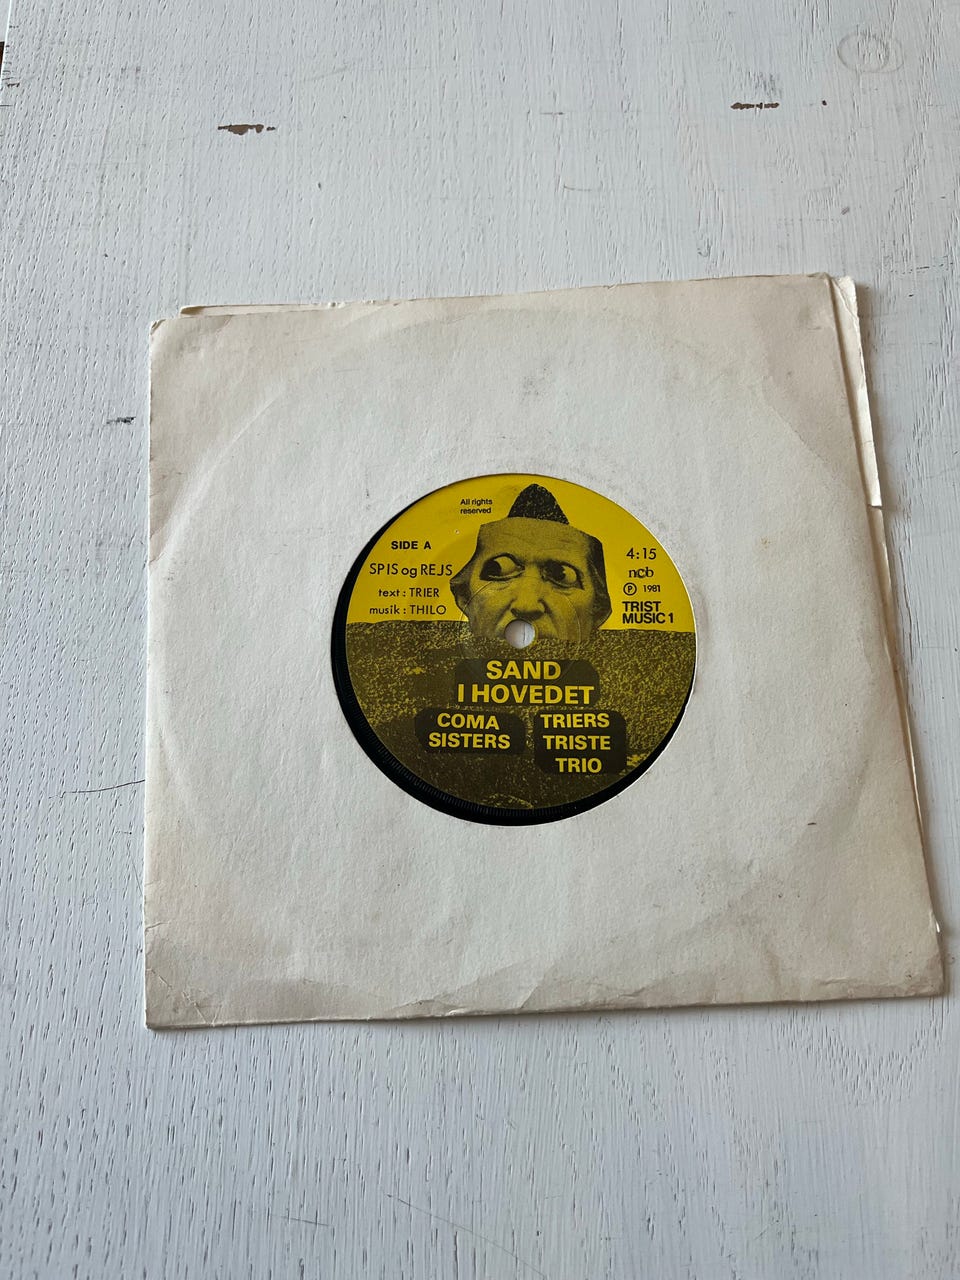 All rights
reserved
SIDE A
SPIS og REJS
text : TRIER
musik : THILO
4:15
ncb
Ⓟ 1981
TRIST
MUSIC 1
SAND
I HOVEDET
COMA
SISTERS
TRIERS
TRISTE
TRIO